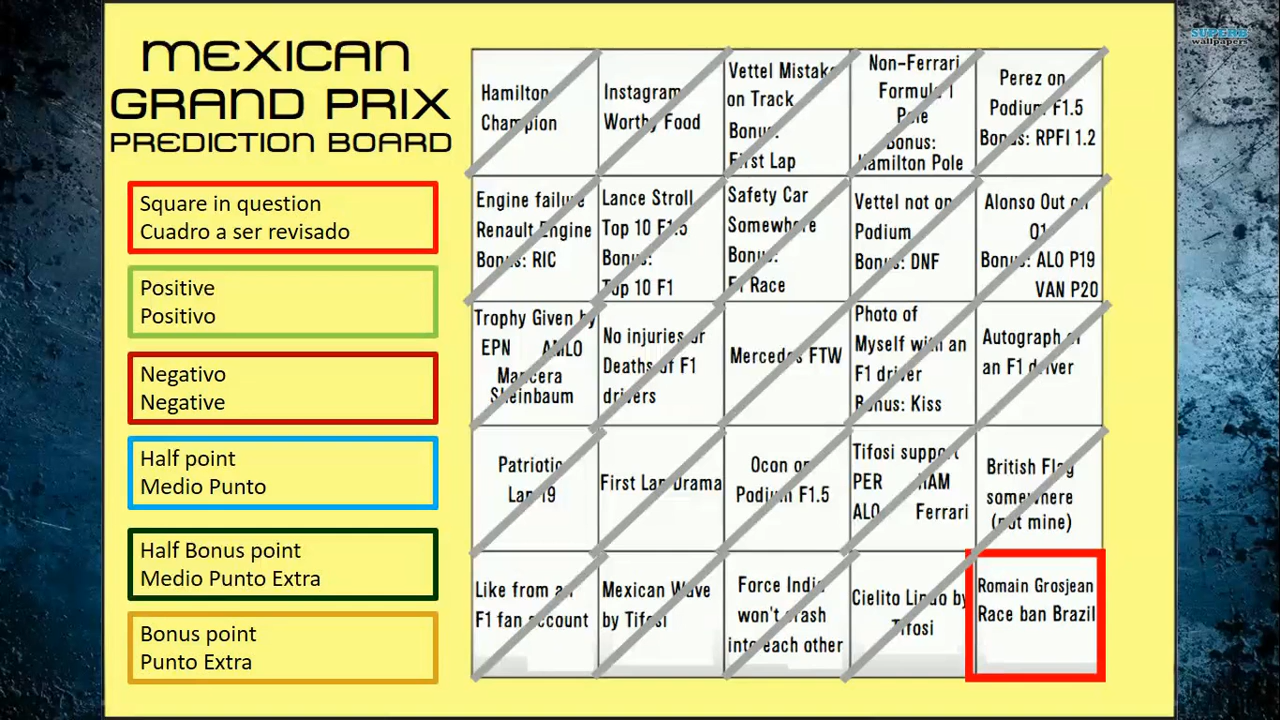 SUPERB
wallpapers
MEXICAN
GRAND PRIX
PREDICTION BOARD
Square in question
Cuadro a ser revisado
Positive
Positivo
Negativo
Negative
Half point
Medio Punto
Half Bonus point
Medio Punto Extra
Bonus point
Punto Extra
Hamilton
Champion
Instagram
Worthy Food
Vettel Mistake
on Track
Bonus:
First Lap
Non-Ferrari
Formula 1
Pole
Bonus:
Hamilton Pole
Perez on
Podium F1.5
Bonus: RPFI 1.2
Engine failure
Renault Engine
Bonus: RIC
Lance Stroll
Top 10 F1.5
Bonus:
Top 10 F1
Safety Car
Somewhere
Bonus:
F1 Race
Vettel not on
Podium
Bonus: DNF
Alonso Out on
Q1
Bonus: ALO P19
VAN P20
Trophy Given by
EPN AMLO
Mancera
Sheinbaum
No injuries or
Deaths of F1
drivers
Mercedes FTW
Photo of
Myself with an
F1 driver
Bonus: Kiss
Autograph of
an F1 driver
Patriotic
Lap 19
First Lap Drama
Ocon on
Podium F1.5
Tifosi support
PER HAM
ALO Ferrari
British Flag
somewhere
(not mine)
Like from an
F1 fan account
Mexican Wave
by Tifosi
Force India
won't crash
into each other
Cielito Lindo by
Tifosi
Romain Grosjean
Race ban Brazil